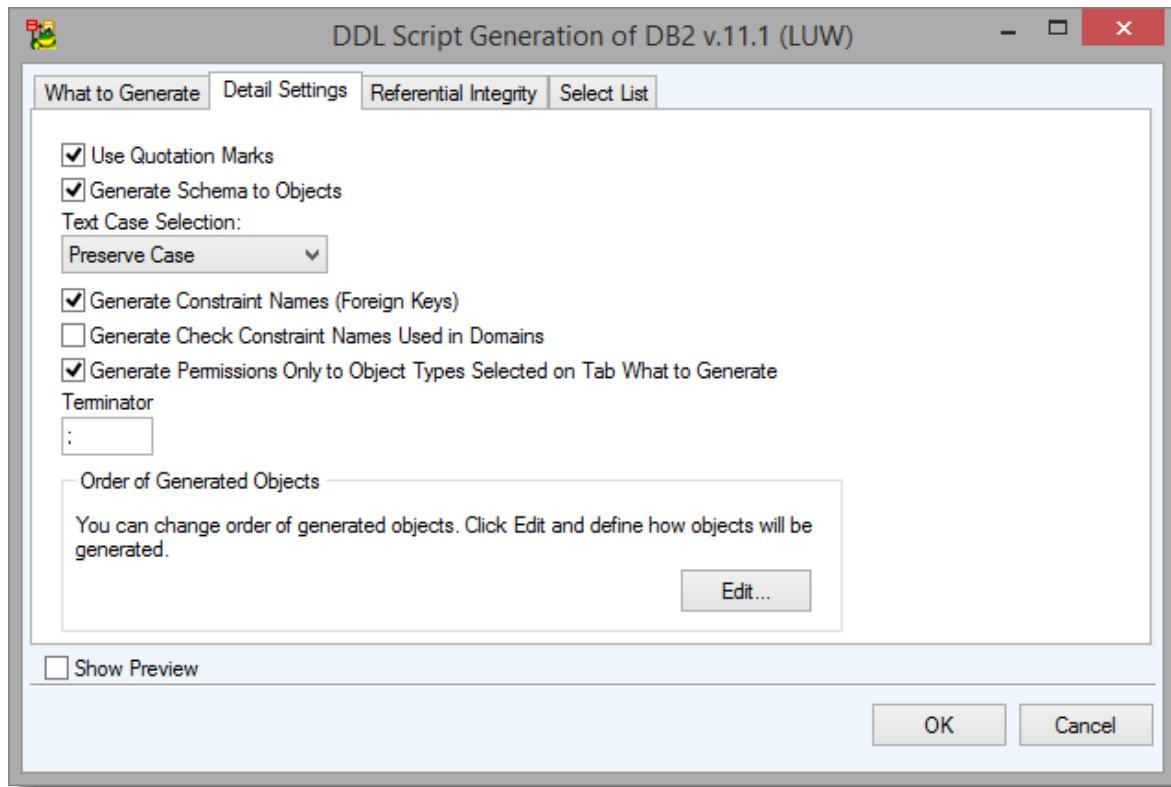 DDL Script Generation of DB2 v.11.1 (LUW)
What to Generate
Detail Settings
Referential Integrity
Select List
Use Quotation Marks
Generate Schema to Objects
Text Case Selection:
Preserve Case
Generate Constraint Names (Foreign Keys)
Generate Check Constraint Names Used in Domains
Generate Permissions Only to Object Types Selected on Tab What to Generate
Terminator
;
Order of Generated Objects
You can change order of generated objects. Click Edit and define how objects will be
generated.
Edit...
Show Preview
OK
Cancel